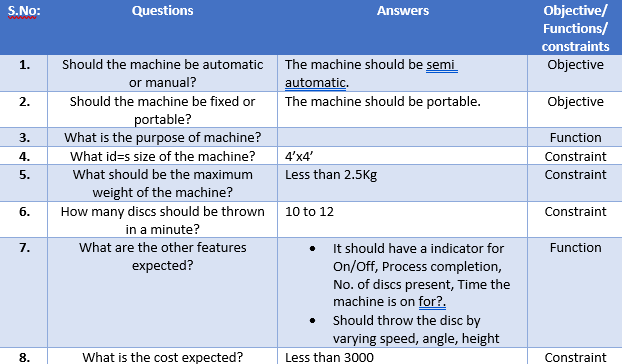 S.No: Questions Answers Objective/
Functions/
constraints
1. Should the machine be automatic The machine should be semi Objective
or manual? automatic.
2. Should the machine be fixed or The machine should be portable. Objective
portable?
3. What is the purpose of machine? Function
4. What id=s size of the machine? 4’x4’ Constraint
5. What should be the maximum Less than 2.5Kg Constraint
weight of the machine?
6. How many discs should be thrown 10 to 12 Constraint
in a minute?
7. What are the other features • It should have a indicator for Function
expected? On/Off, Process completion,
No. of discs present, Time the
machine is on for?.
• Should throw the disc by
varying speed, angle, height
8. What is the cost expected? Less than 3000 Constraint